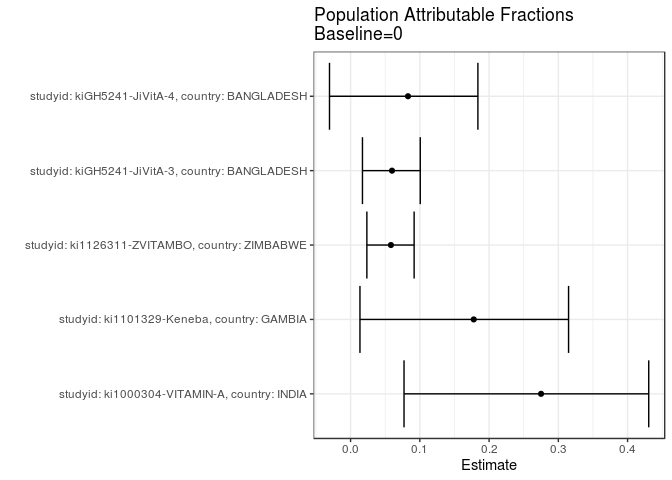 Population Attributable Fractions
Baseline=0
studyid: kiGH5241-JiVitA-4, country: BANGLADESH
studyid: kiGH5241-JiVitA-3, country: BANGLADESH
studyid: ki1126311-ZVITAMBO, country: ZIMBABWE
studyid: ki1101329-Keneba, country: GAMBIA
studyid: ki1000304-VITAMIN-A, country: INDIA
0.0 0.1 0.2 0.3 0.4
Estimate